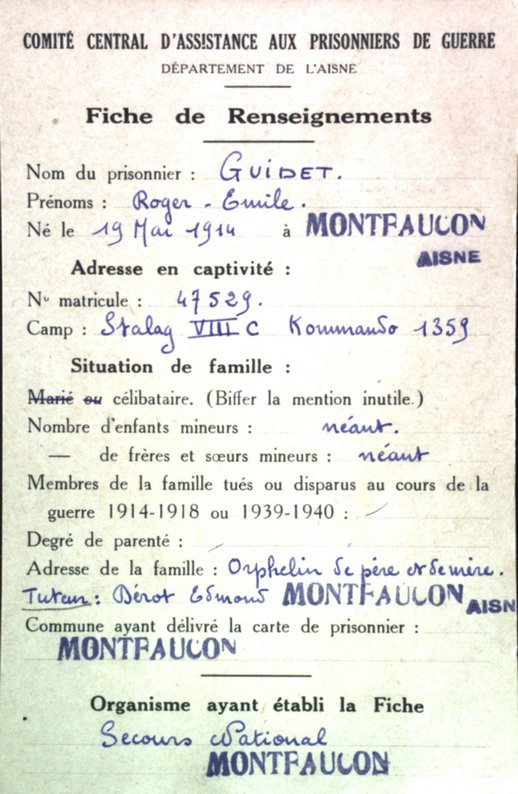 COMITÉ CENTRAL D'ASSISTANCE AUX PRISONNIERS DE GUERRE
DÉPARTEMENT DE L'AISNE
Fiche de Renseignements
Nom du prisonnier : GUIDET.
Prénoms : Roger - Emile.
Né le 19 Mai 1914 à MONTFAUCON
AISNE
Adresse en captivité :
No matricule : 47529.
Camp : Stalag VIII C Kommando 1359
Situation de famille :
Marié ou célibataire. (Biffer la mention inutile.)
Nombre d'enfants mineurs : néant.
— de frères et sœurs mineurs : néant
Membres de la famille tués ou disparus au cours de la
guerre 1914-1918 ou 1939-1940 : /
Degré de parenté : /
Adresse de la famille : Orphelin de père et de mère.
Tuteur : Dérot Edmond MONTFAUCON AISN
Commune ayant délivré la carte de prisonnier :
MONTFAUCON
Organisme ayant établi la Fiche
Secours National
MONTFAUCON